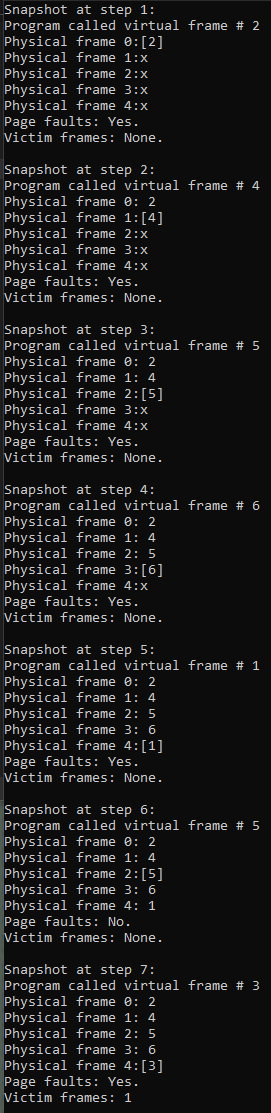 Snapshot at step 1:
Program called virtual frame # 2
Physical frame 0:[2]
Physical frame 1:x
Physical frame 2:x
Physical frame 3:x
Physical frame 4:x
Page faults: Yes.
Victim frames: None.

Snapshot at step 2:
Program called virtual frame # 4
Physical frame 0: 2
Physical frame 1:[4]
Physical frame 2:x
Physical frame 3:x
Physical frame 4:x
Page faults: Yes.
Victim frames: None.

Snapshot at step 3:
Program called virtual frame # 5
Physical frame 0: 2
Physical frame 1: 4
Physical frame 2:[5]
Physical frame 3:x
Physical frame 4:x
Page faults: Yes.
Victim frames: None.

Snapshot at step 4:
Program called virtual frame # 6
Physical frame 0: 2
Physical frame 1: 4
Physical frame 2: 5
Physical frame 3:[6]
Physical frame 4:x
Page faults: Yes.
Victim frames: None.

Snapshot at step 5:
Program called virtual frame # 1
Physical frame 0: 2
Physical frame 1: 4
Physical frame 2: 5
Physical frame 3: 6
Physical frame 4:[1]
Page faults: Yes.
Victim frames: None.

Snapshot at step 6:
Program called virtual frame # 5
Physical frame 0: 2
Physical frame 1: 4
Physical frame 2:[5]
Physical frame 3: 6
Physical frame 4: 1
Page faults: No.
Victim frames: None.

Snapshot at step 7:
Program called virtual frame # 3
Physical frame 0: 2
Physical frame 1: 4
Physical frame 2: 5
Physical frame 3: 6
Physical frame 4:[3]
Page faults: Yes.
Victim frames: 1